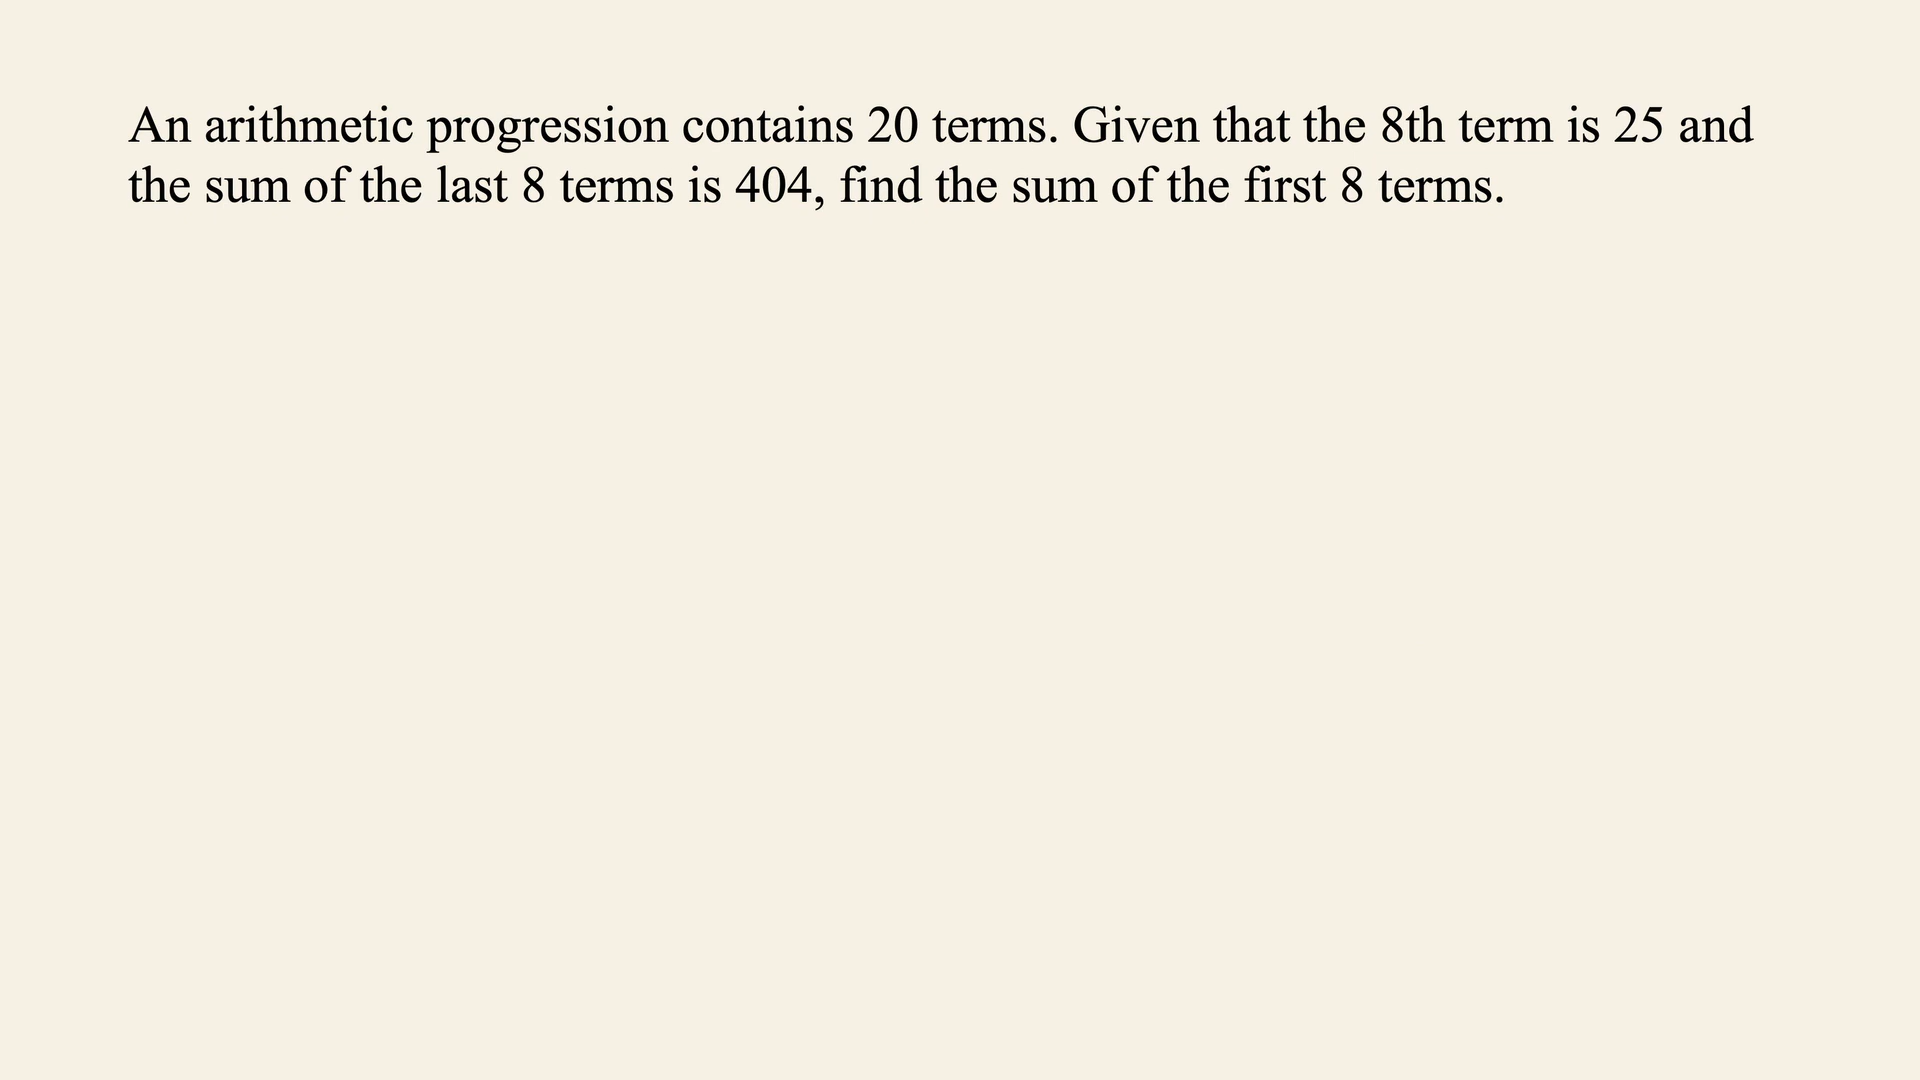 An arithmetic progression contains 20 terms. Given that the 8th term is 25 and
the sum of the last 8 terms is 404, find the sum of the first 8 terms.